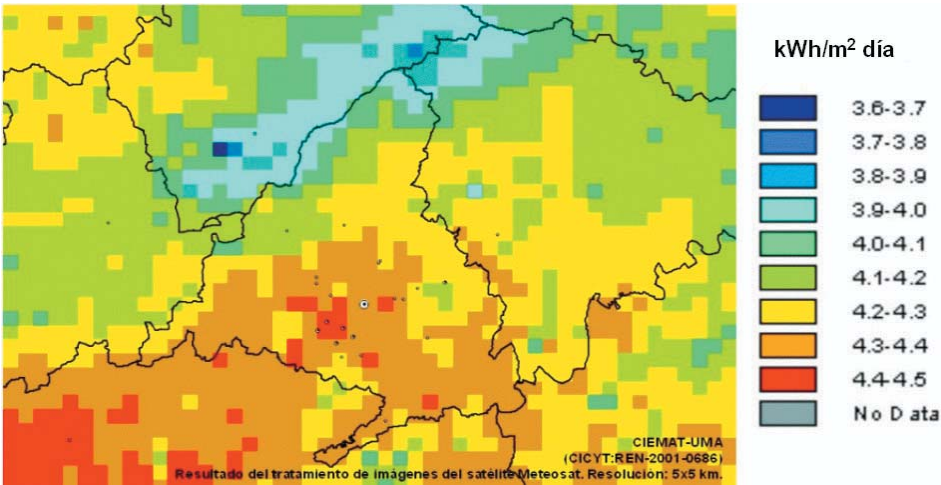 kWh/m² día
3.6-3.7
3.7-3.8
3.8-3.9
3.9-4.0
4.0-4.1
4.1-4.2
4.2-4.3
4.3-4.4
4.4-4.5
No Data
CIEMAT-UMA
(CICYT:REN-2001-0686)
Resultado del tratamiento de imágenes del satélite Meteosat. Resolución: 5x5 km.